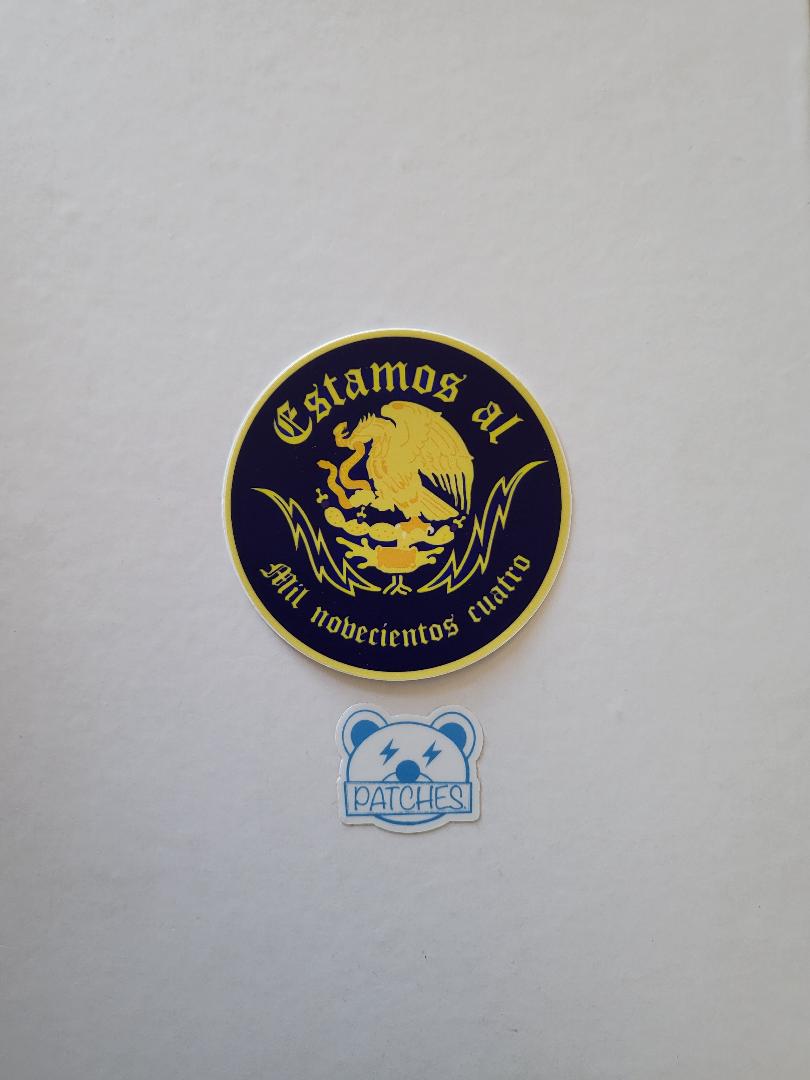 Estamos al
Mil novecientos cuatro
PATCHES.